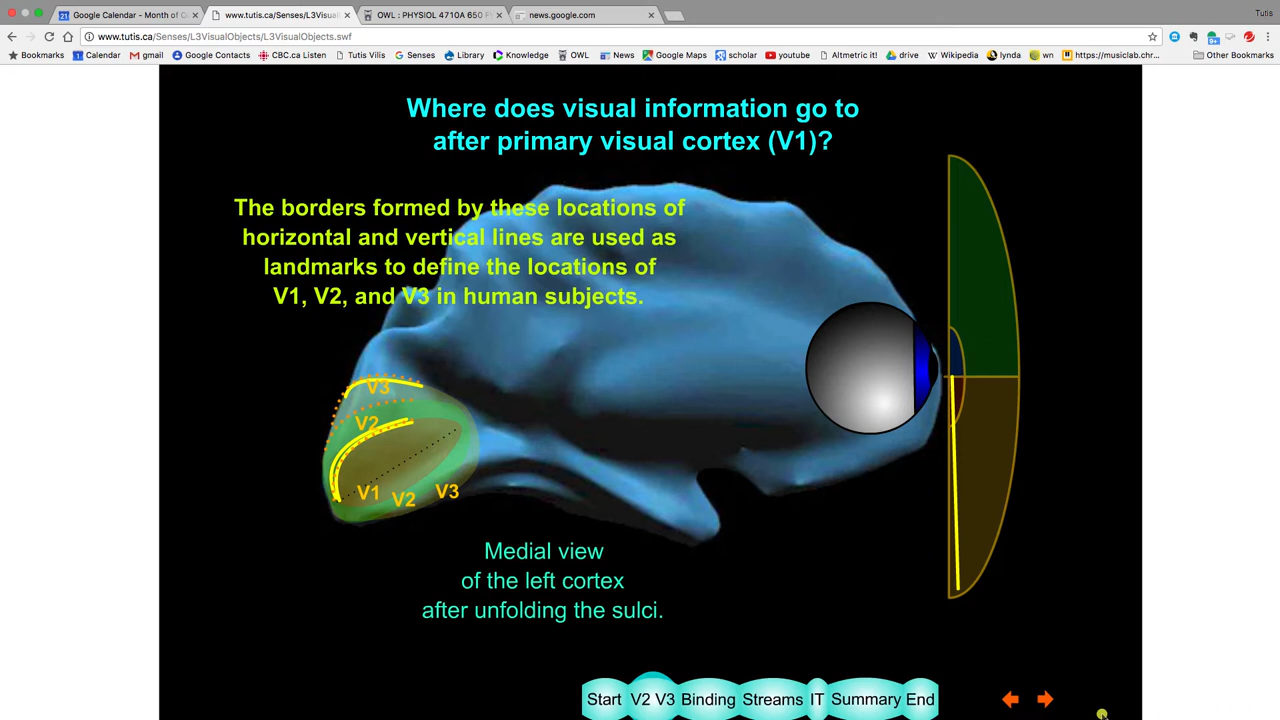 Google Calendar - Month of C
www.tutis.ca/Senses/L3Visual
OWL : PHYSIOL 4710A 650 F
news.google.com
Tutis
www.tutis.ca/Senses/L3VisualObjects/L3VisualObjects.swf
Bookmarks Calendar gmail Google Contacts CBC.ca Listen Tutis Vilis Senses Library Knowledge OWL News Google Maps scholar youtube Altmetric it! drive Wikipedia lynda wn https://musiclab.chr... Other Bookmarks
Where does visual information go to
after primary visual cortex (V1)?
The borders formed by these locations of
horizontal and vertical lines are used as
landmarks to define the locations of
V1, V2, and V3 in human subjects.
V3
V2
V1 V2 V3
Medial view
of the left cortex
after unfolding the sulci.
Start V2 V3 Binding Streams IT Summary End